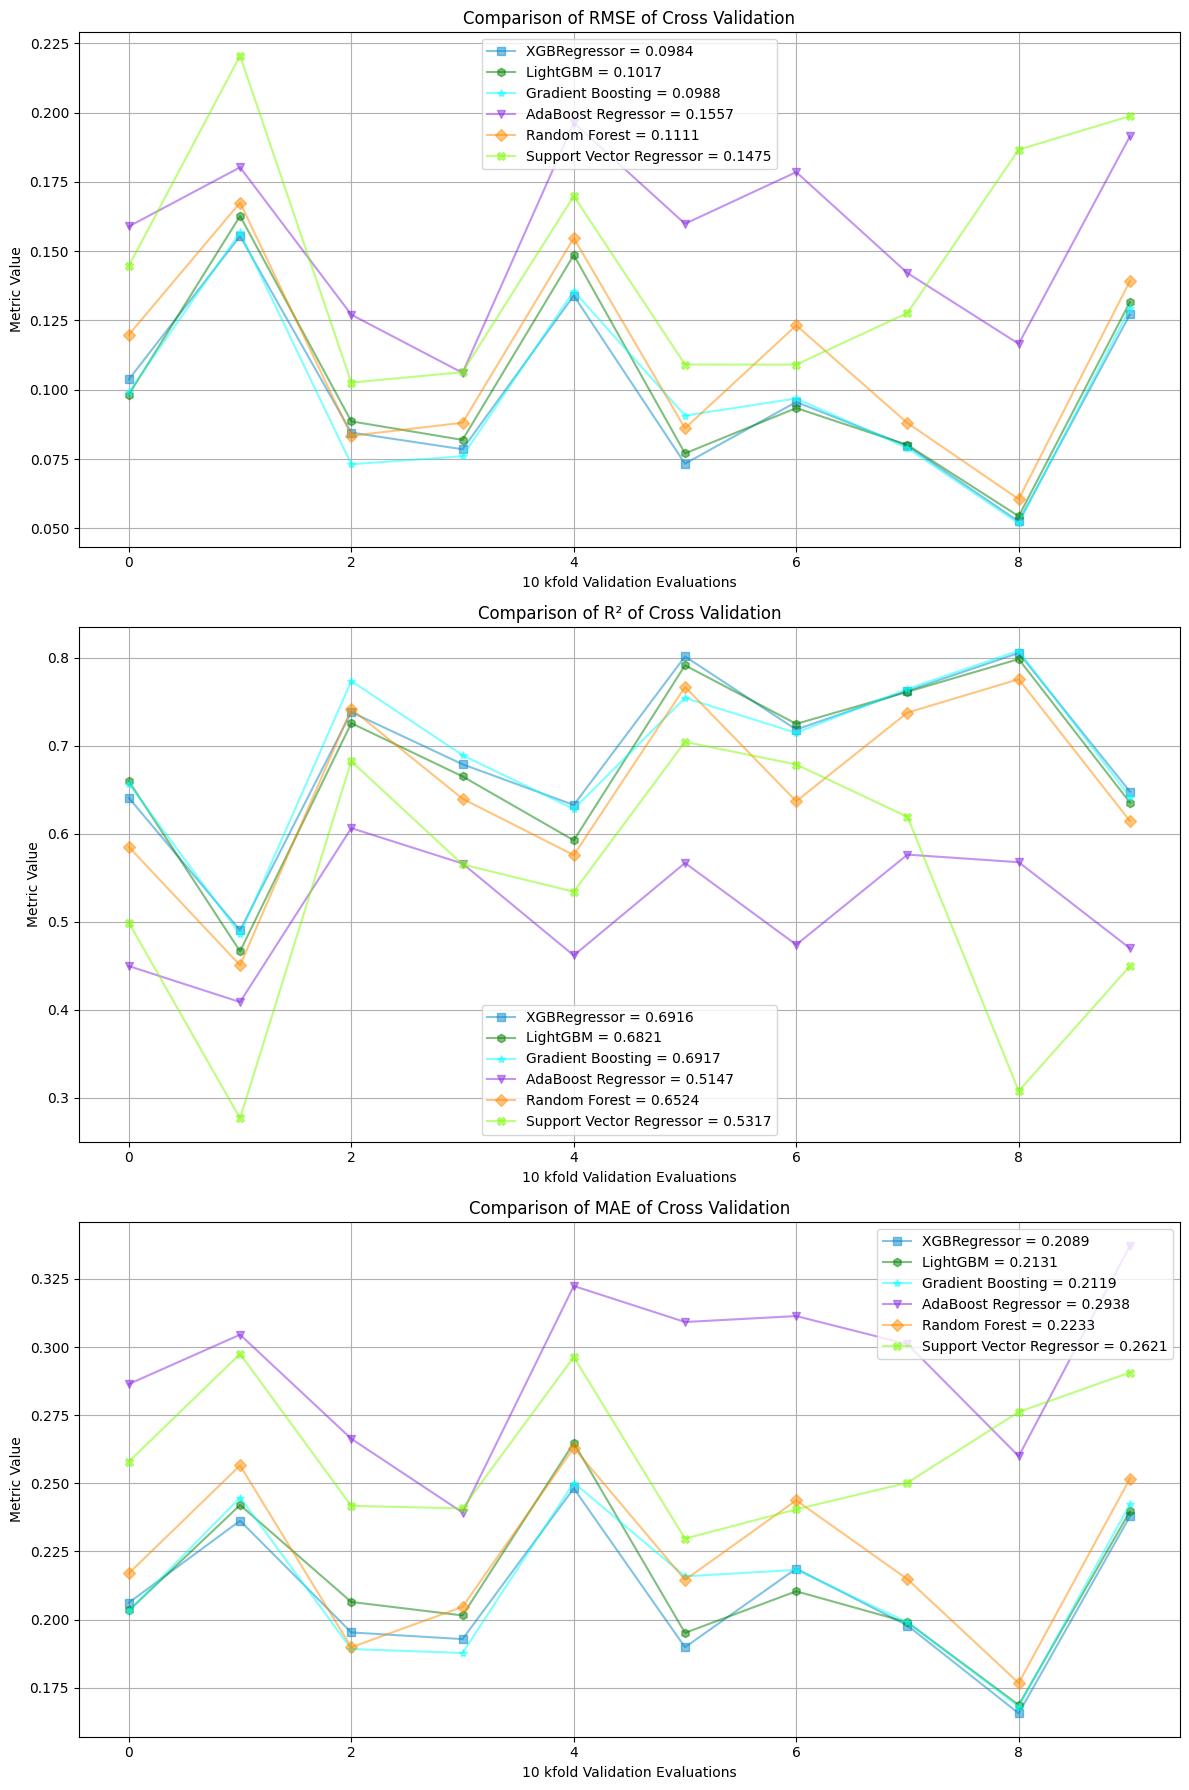 Comparison of RMSE of Cross Validation
XGBRegressor = 0.0984
LightGBM = 0.1017
Gradient Boosting = 0.0988
AdaBoost Regressor = 0.1557
Random Forest = 0.1111
Support Vector Regressor = 0.1475
Metric Value
0.225
0.200
0.175
0.150
0.125
0.100
0.075
0.050
0 2 4 6 8
10 kfold Validation Evaluations
Comparison of R² of Cross Validation
Metric Value
0.8
0.7
0.6
0.5
0.4
0.3
XGBRegressor = 0.6916
LightGBM = 0.6821
Gradient Boosting = 0.6917
AdaBoost Regressor = 0.5147
Random Forest = 0.6524
Support Vector Regressor = 0.5317
0 2 4 6 8
10 kfold Validation Evaluations
Comparison of MAE of Cross Validation
XGBRegressor = 0.2089
LightGBM = 0.2131
Gradient Boosting = 0.2119
AdaBoost Regressor = 0.2938
Random Forest = 0.2233
Support Vector Regressor = 0.2621
Metric Value
0.325
0.300
0.275
0.250
0.225
0.200
0.175
0 2 4 6 8
10 kfold Validation Evaluations